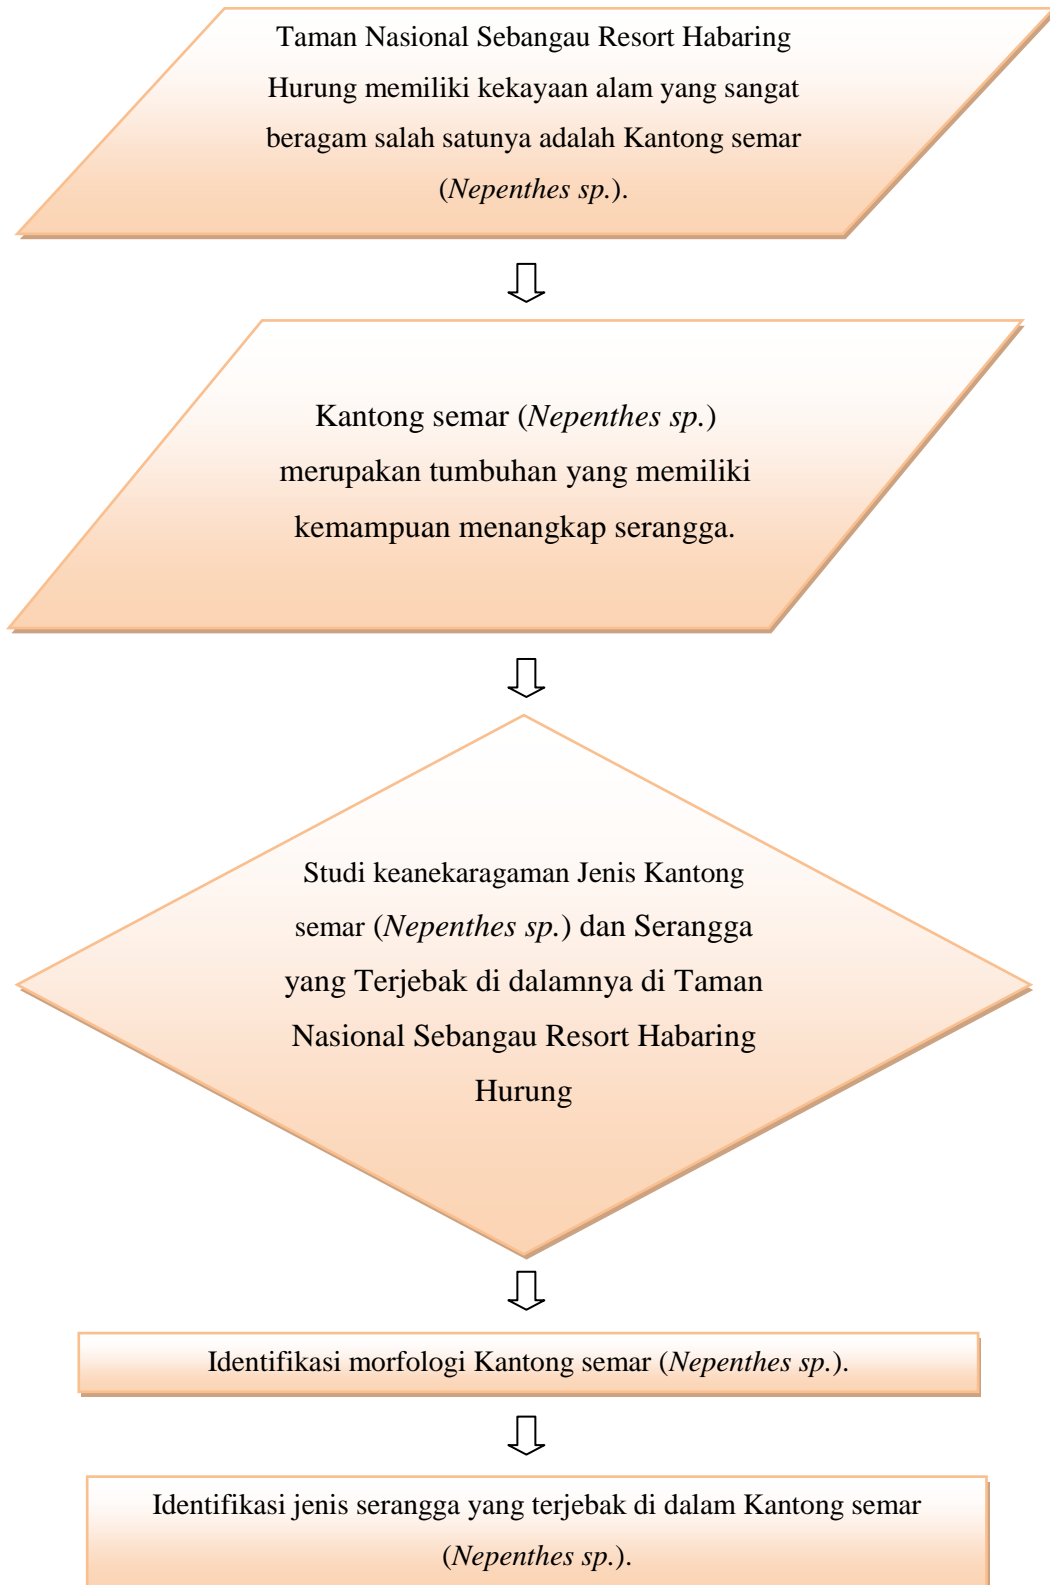 Taman Nasional Sebangau Resort Habaring
Hurung memiliki kekayaan alam yang sangat
beragam salah satunya adalah Kantong semar
(Nepenthes sp.).
Kantong semar (Nepenthes sp.)
merupakan tumbuhan yang memiliki
kemampuan menangkap serangga.
Studi keanekaragaman Jenis Kantong
semar (Nepenthes sp.) dan Serangga
yang Terjebak di dalamnya di Taman
Nasional Sebangau Resort Habaring
Hurung
Identifikasi morfologi Kantong semar (Nepenthes sp.).
Identifikasi jenis serangga yang terjebak di dalam Kantong semar
(Nepenthes sp.).